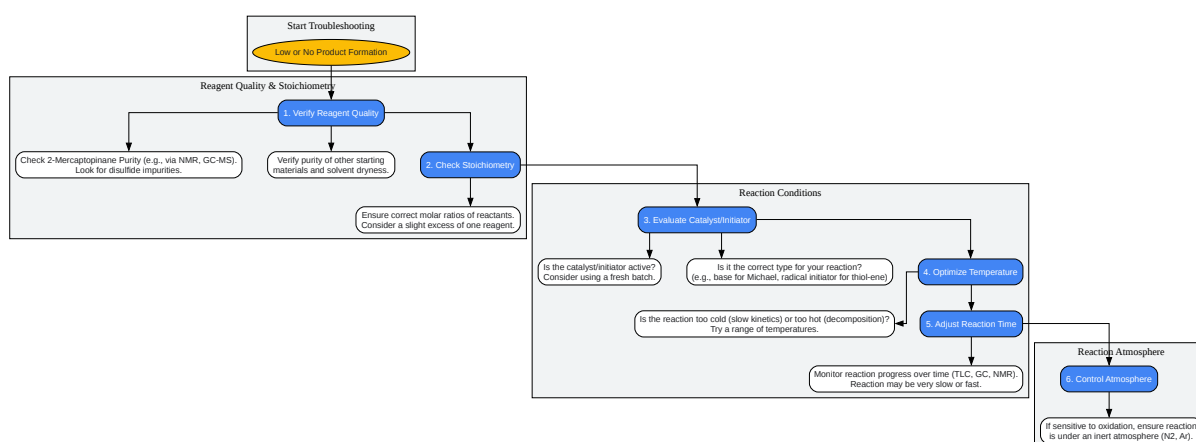 Start Troubleshooting
Low or No Product Formation
Reagent Quality & Stoichiometry
1. Verify Reagent Quality
Check 2-Mercaptopinane Purity (e.g., via NMR, GC-MS).
Look for disulfide impurities.
Verify purity of other starting
materials and solvent dryness.
2. Check Stoichiometry
Ensure correct molar ratios of reactants.
Consider a slight excess of one reagent.
Reaction Conditions
3. Evaluate Catalyst/Initiator
Is the catalyst/initiator active?
Consider using a fresh batch.
Is it the correct type for your reaction?
(e.g., base for Michael, radical initiator for thiol-ene)
4. Optimize Temperature
Is the reaction too cold (slow kinetics) or too hot (decomposition)?
Try a range of temperatures.
5. Adjust Reaction Time
Monitor reaction progress over time (TLC, GC, NMR).
Reaction may be very slow or fast.
Reaction Atmosphere
6. Control Atmosphere
If sensitive to oxidation, ensure reaction
is under an inert atmosphere (N2, Ar).